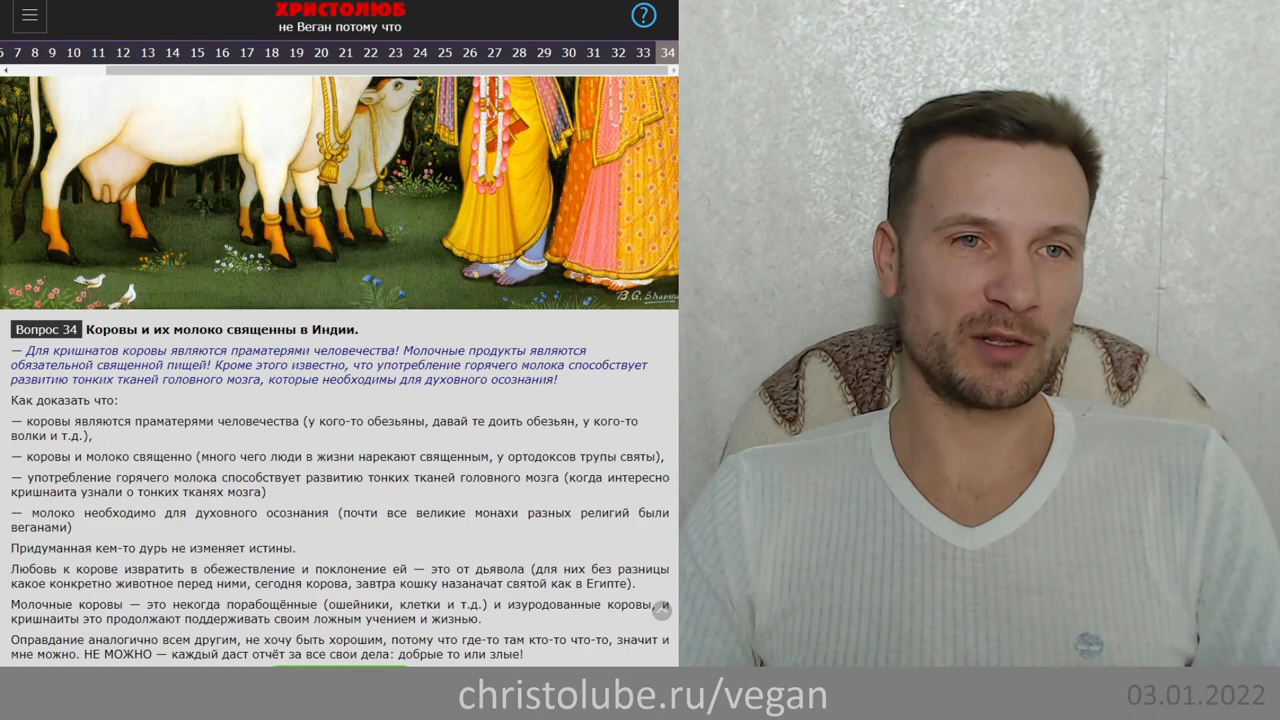 ХРИСТОЛЮБ
не Веган потому что
?
6 7 8 9 10 11 12 13 14 15 16 17 18 19 20 21 22 23 24 25 26 27 28 29 30 31 32 33 34
B.G. Sharma
Вопрос 34 Коровы и их молоко священны в Индии.
— Для кришнатов коровы являются праматерями человечества! Молочные продукты являются
обязательной священной пищей! Кроме этого известно, что употребление горячего молока способствует
развитию тонких тканей головного мозга, которые необходимы для духовного осознания!
Как доказать что:
— коровы являются праматерями человечества (у кого-то обезьяны, давай те доить обезьян, у кого-то
волки и т.д.),
— коровы и молоко священно (много чего люди в жизни нарекают священным, у ортодоксов трупы святы),
— употребление горячего молока способствует развитию тонких тканей головного мозга (когда интересно
кришнаита узнали о тонких тканях мозга)
— молоко необходимо для духовного осознания (почти все великие монахи разных религий были
веганами)
Придуманная кем-то дурь не изменяет истины.
Любовь к корове извратить в обежествление и поклонение ей — это от дьявола (для них без разницы
какое конкретно животное перед ними, сегодня корова, завтра кошку назаначат святой как в Египте).
Молочные коровы — это некогда порабощённые (ошейники, клетки и т.д.) и изуродованные коровы, и
кришнаиты это продолжают поддерживать своим ложным учением и жизнью.
Оправдание аналогично всем другим, не хочу быть хорошим, потому что где-то там кто-то что-то, значит и
мне можно. НЕ МОЖНО — каждый даст отчёт за все свои дела: добрые то или злые!
christolube.ru/vegan
03.01.2022